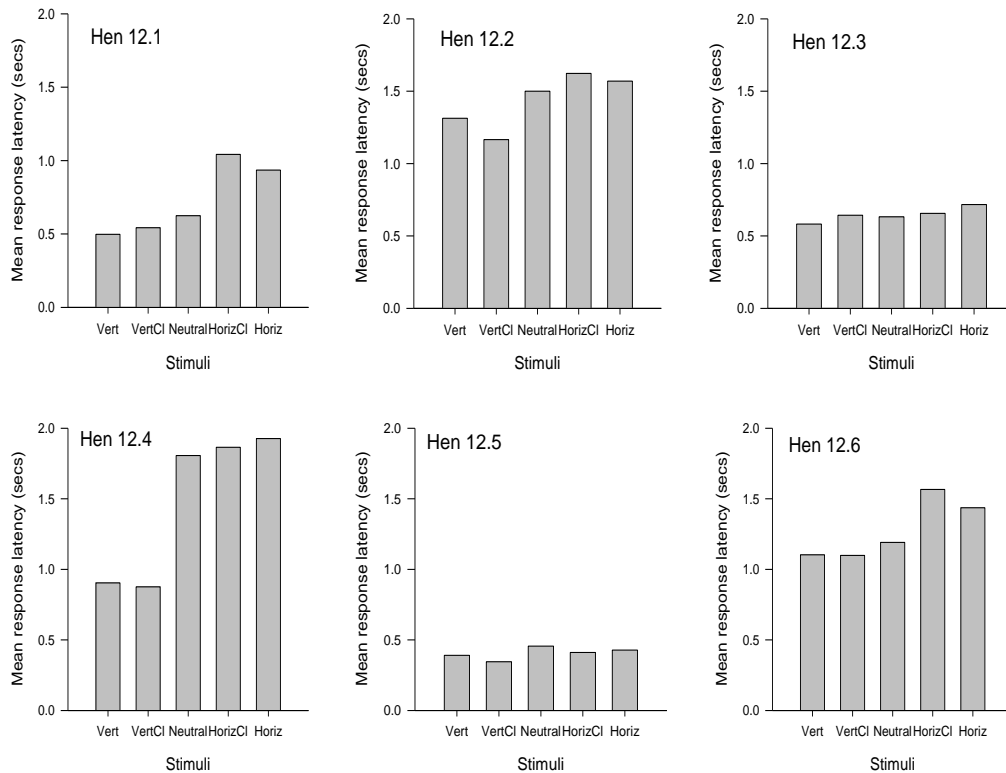 Hen 12.1
Mean response latency (secs)
2.0
1.5
1.0
0.5
0.0
Vert VertCl Neutral HorizCl Horiz
Stimuli
Hen 12.2
Mean response latency (secs)
2.0
1.5
1.0
0.5
0.0
Vert VertCl Neutral HorizCl Horiz
Stimuli
Hen 12.3
Mean response latency (secs)
2.0
1.5
1.0
0.5
0.0
Vert VertCl Neutral HorizCl Horiz
Stimuli
Hen 12.4
Mean response latency (secs)
2.0
1.5
1.0
0.5
0.0
Vert VertCl Neutral HorizCl Horiz
Stimuli
Hen 12.5
Mean response latency (secs)
2.0
1.5
1.0
0.5
0.0
Vert VertCl Neutral HorizCl Horiz
Stimuli
Hen 12.6
Mean response latency (secs)
2.0
1.5
1.0
0.5
0.0
Vert VertCl Neutral HorizCl Horiz
Stimuli